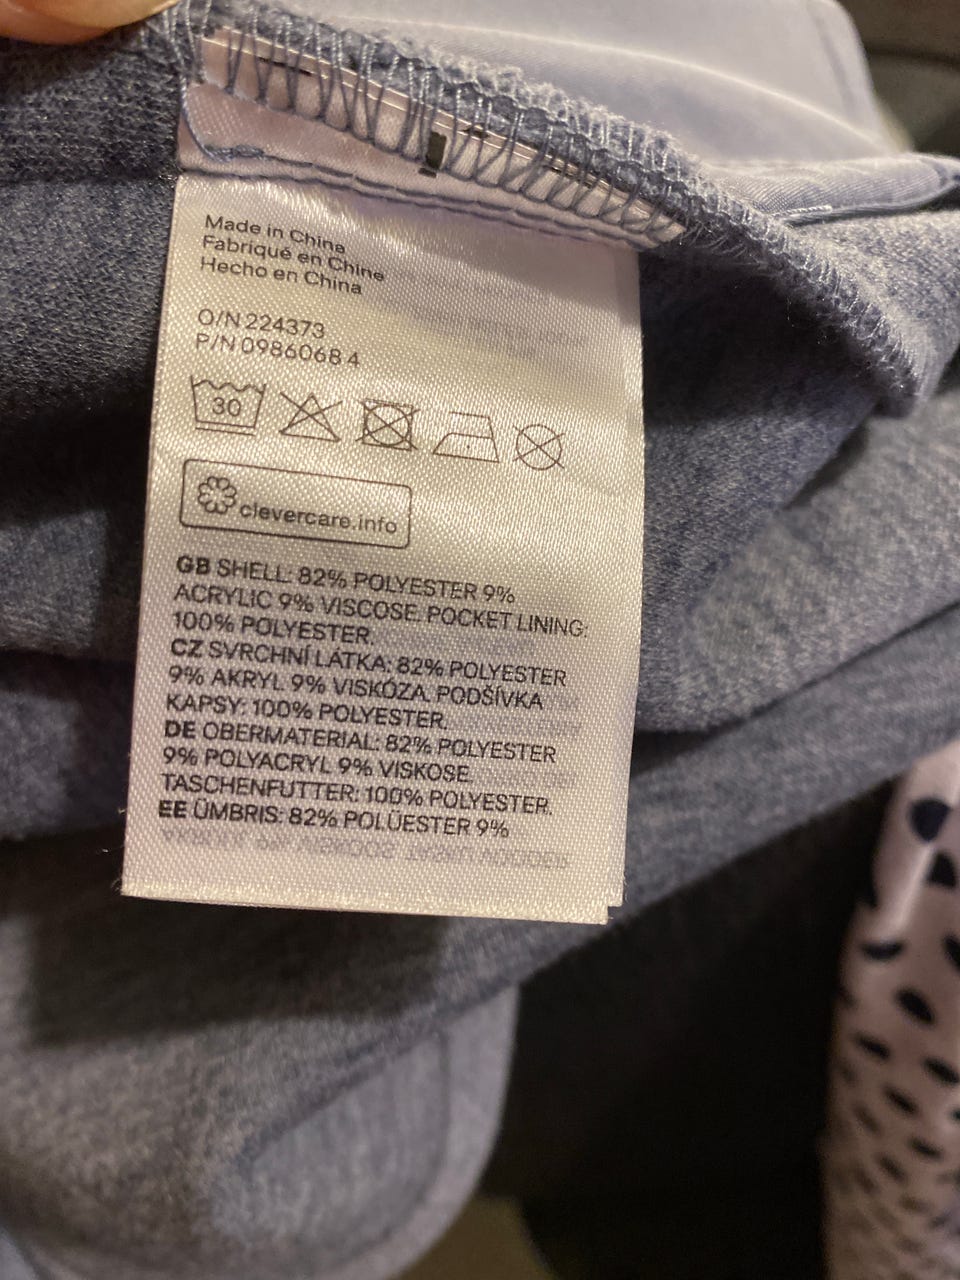 Made in China
Fabriqué en Chine
Hecho en China
O/N 224373
P/N 0986068 4
30
clevercare.info
GB SHELL: 82% POLYESTER 9%
ACRYLIC 9% VISCOSE. POCKET LINING:
100% POLYESTER.
CZ SVRCHNÍ LÁTKA: 82% POLYESTER
9% AKRYL 9% VISKÓZA. PODŠÍVKA
KAPSY: 100% POLYESTER.
DE OBERMATERIAL: 82% POLYESTER
9% POLYACRYL 9% VISKOSE.
TASCHENFUTTER: 100% POLYESTER.
EE ÜMBRIS: 82% POLÜESTER 9%